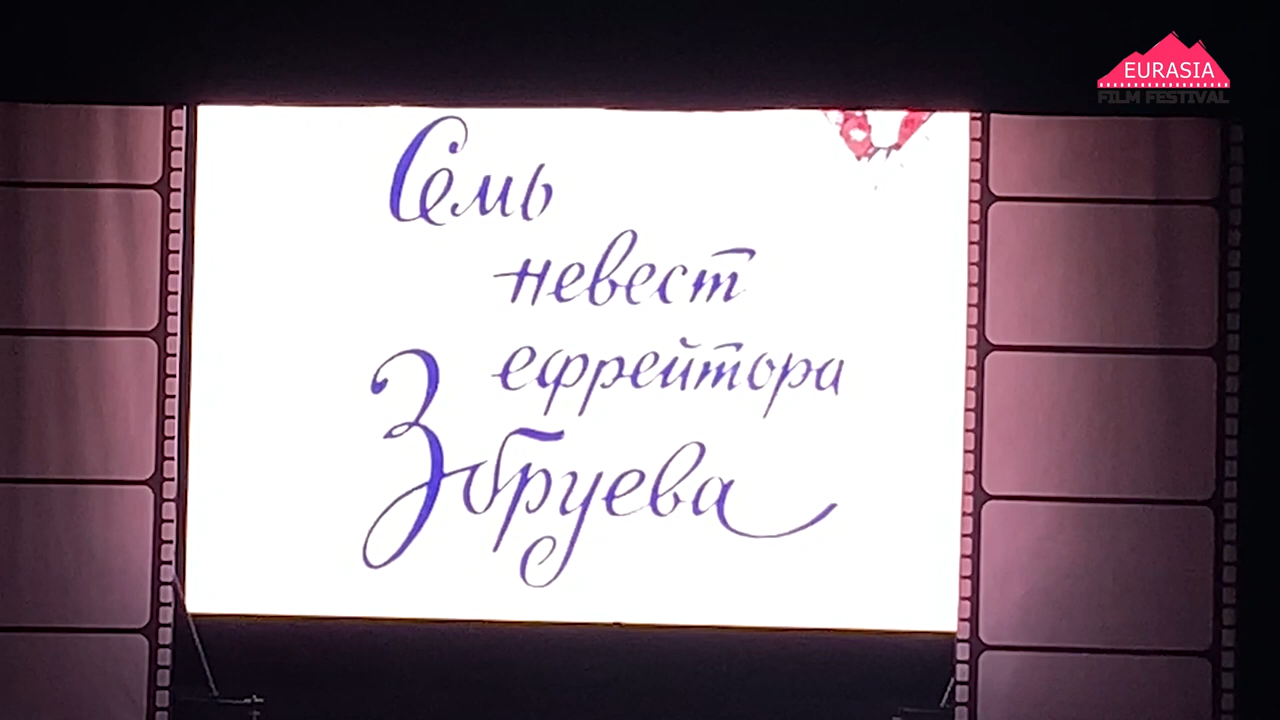 Семь
невест
ефрейтора
Збруева
EURASIA
FILM FESTIVAL